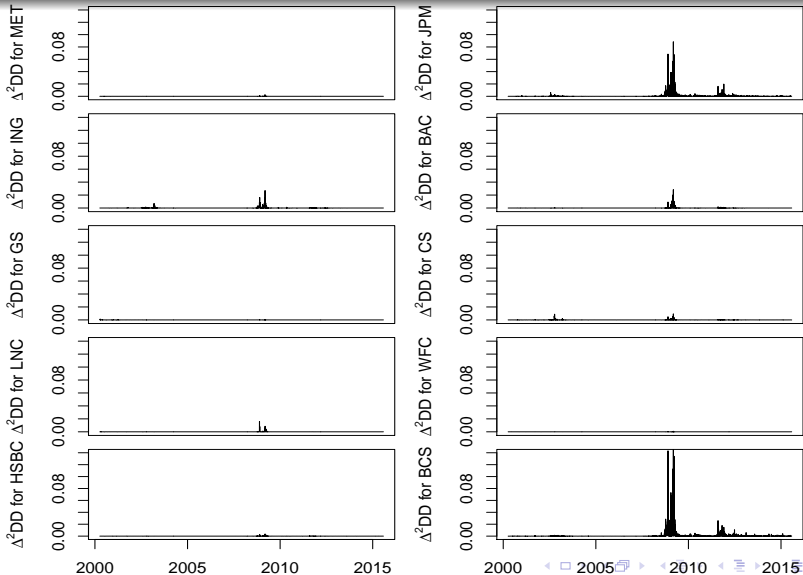 Δ²DD for MET
0.00 0.08
Δ²DD for ING
0.00 0.08
Δ²DD for GS
0.00 0.08
Δ²DD for LNC
0.00 0.08
Δ²DD for HSBC
0.00 0.08
2000 2005 2010 2015
Δ²DD for JPM
0.00 0.08
Δ²DD for BAC
0.00 0.08
Δ²DD for CS
0.00 0.08
Δ²DD for WFC
0.00 0.08
Δ²DD for BCS
0.00 0.08
2000 2005 2010 2015